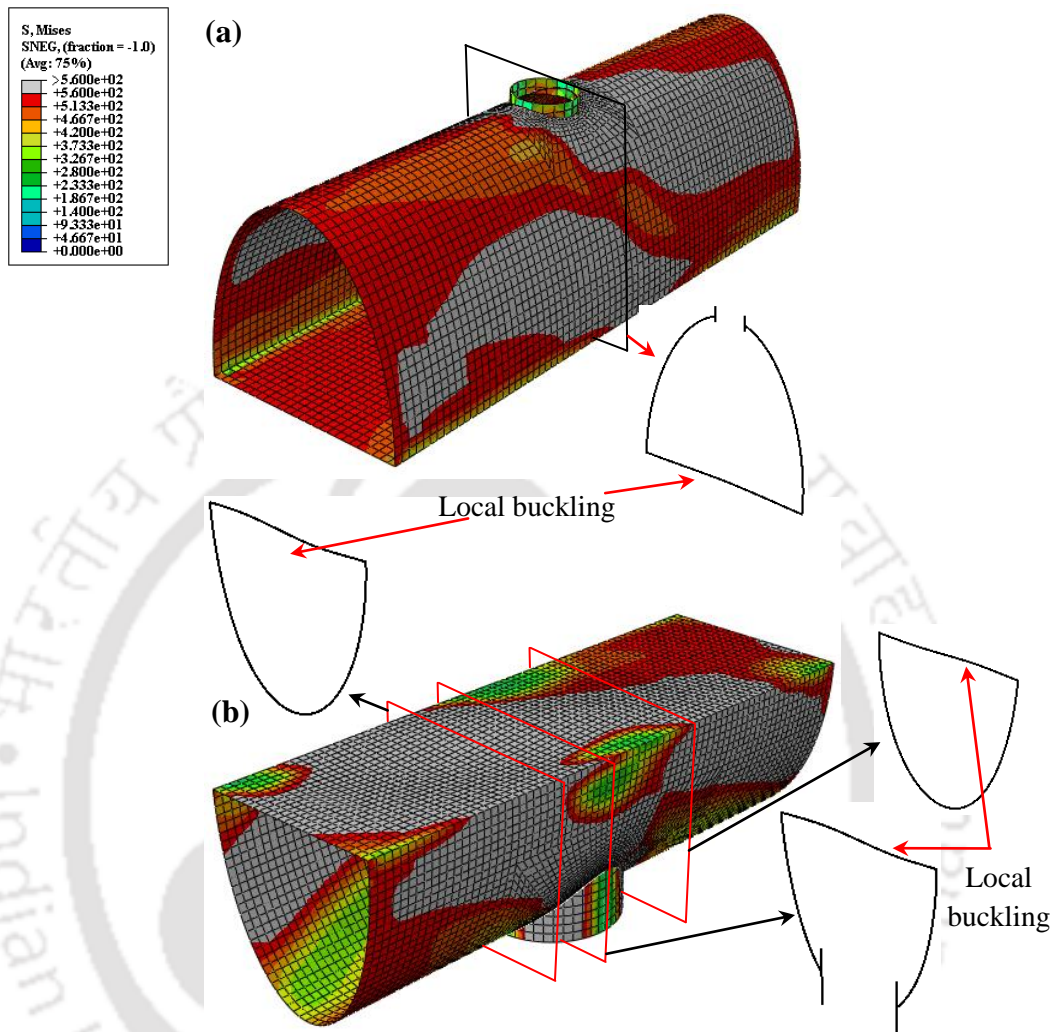 S, Mises
SNEG, (fraction = -1.0)
(Avg: 75%)
>5.600e+02
+5.600e+02
+5.133e+02
+4.667e+02
+4.200e+02
+3.733e+02
+3.267e+02
+2.800e+02
+2.333e+02
+1.867e+02
+1.400e+02
+9.333e+01
+4.667e+01
+0.000e+00
(a)
Local buckling
(b)
Local
buckling
भारतीय
Indian